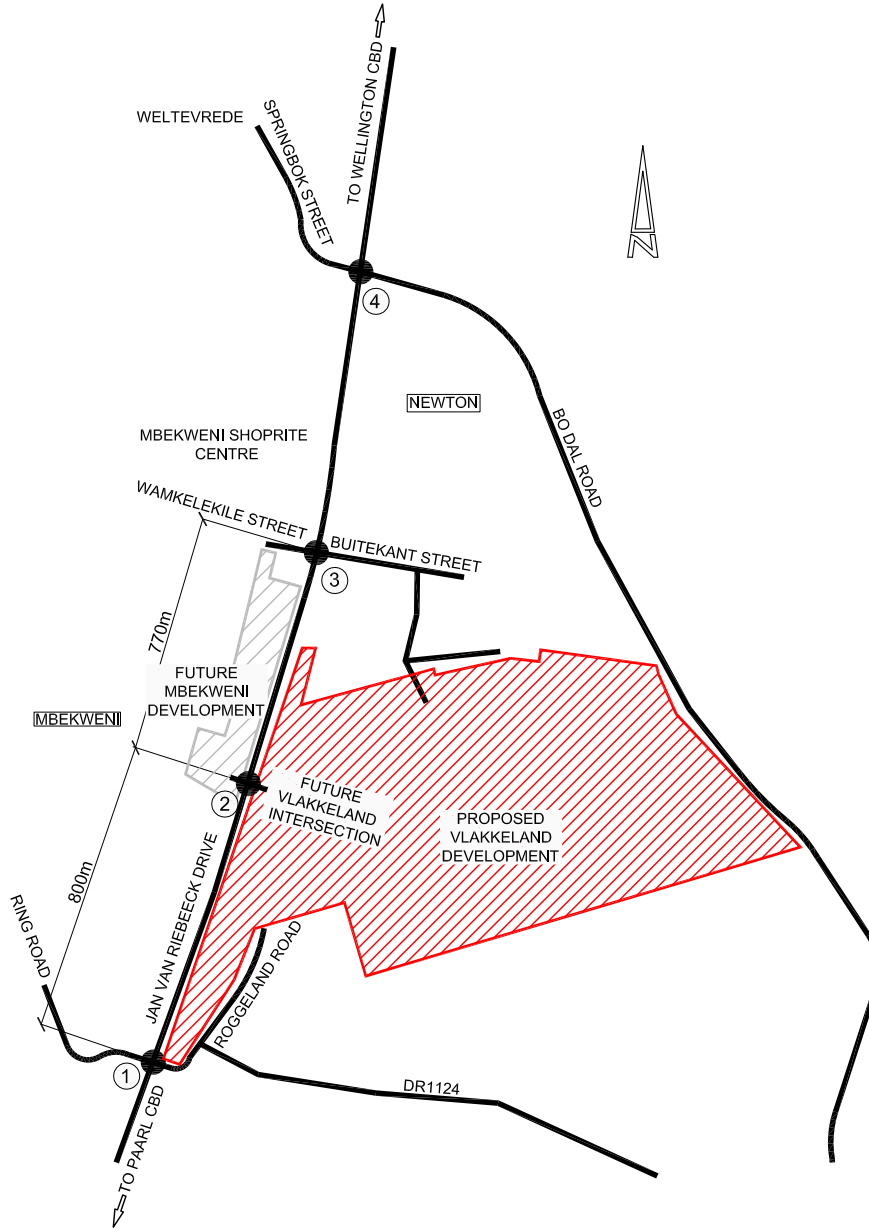 TO WELLINGTON CBD
WELTEVREDE
SPRINGBOK STREET
N
4
NEWTON
BO DAL ROAD
MBEKWENI SHOPRITE
CENTRE
WAMKELEKILE STREET
BUITEKANT STREET
3
770m
FUTURE
MBEKWENI
DEVELOPMENT
MBEKWENI
2
FUTURE
VLAKKELAND
INTERSECTION
PROPOSED
VLAKKELAND
DEVELOPMENT
800m
JAN VAN RIEBEECK DRIVE
RING ROAD
ROGGELAND ROAD
1
DR1124
TO PAARL CBD